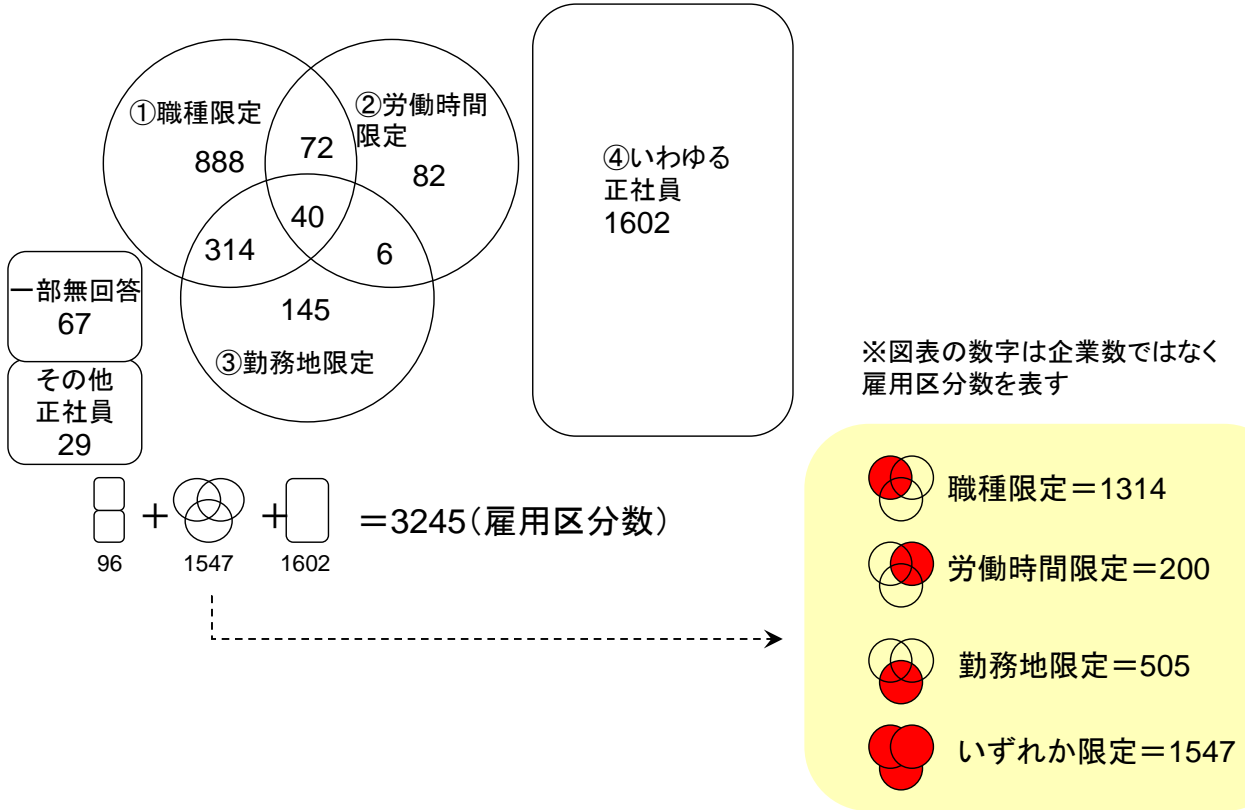 ①職種限定
888
72
②労働時間
限定
82
40
314
6
145
③勤務地限定
④いわゆる
正社員
1602
一部無回答
67
その他
正社員
29
※図表の数字は企業数ではなく
雇用区分数を表す
＋ ＋ ＝3245（雇用区分数）
96 1547 1602
職種限定＝1314
労働時間限定＝200
勤務地限定＝505
いずれか限定＝1547